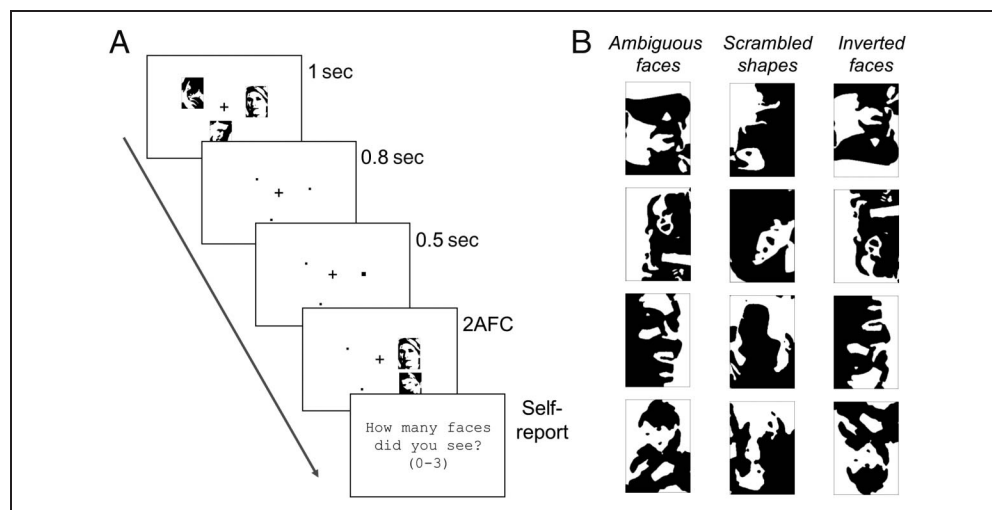 A
1 sec
0.8 sec
0.5 sec
2AFC
Self-
report
How many faces
did you see?
(0-3)
B
Ambiguous
faces
Scrambled
shapes
Inverted
faces